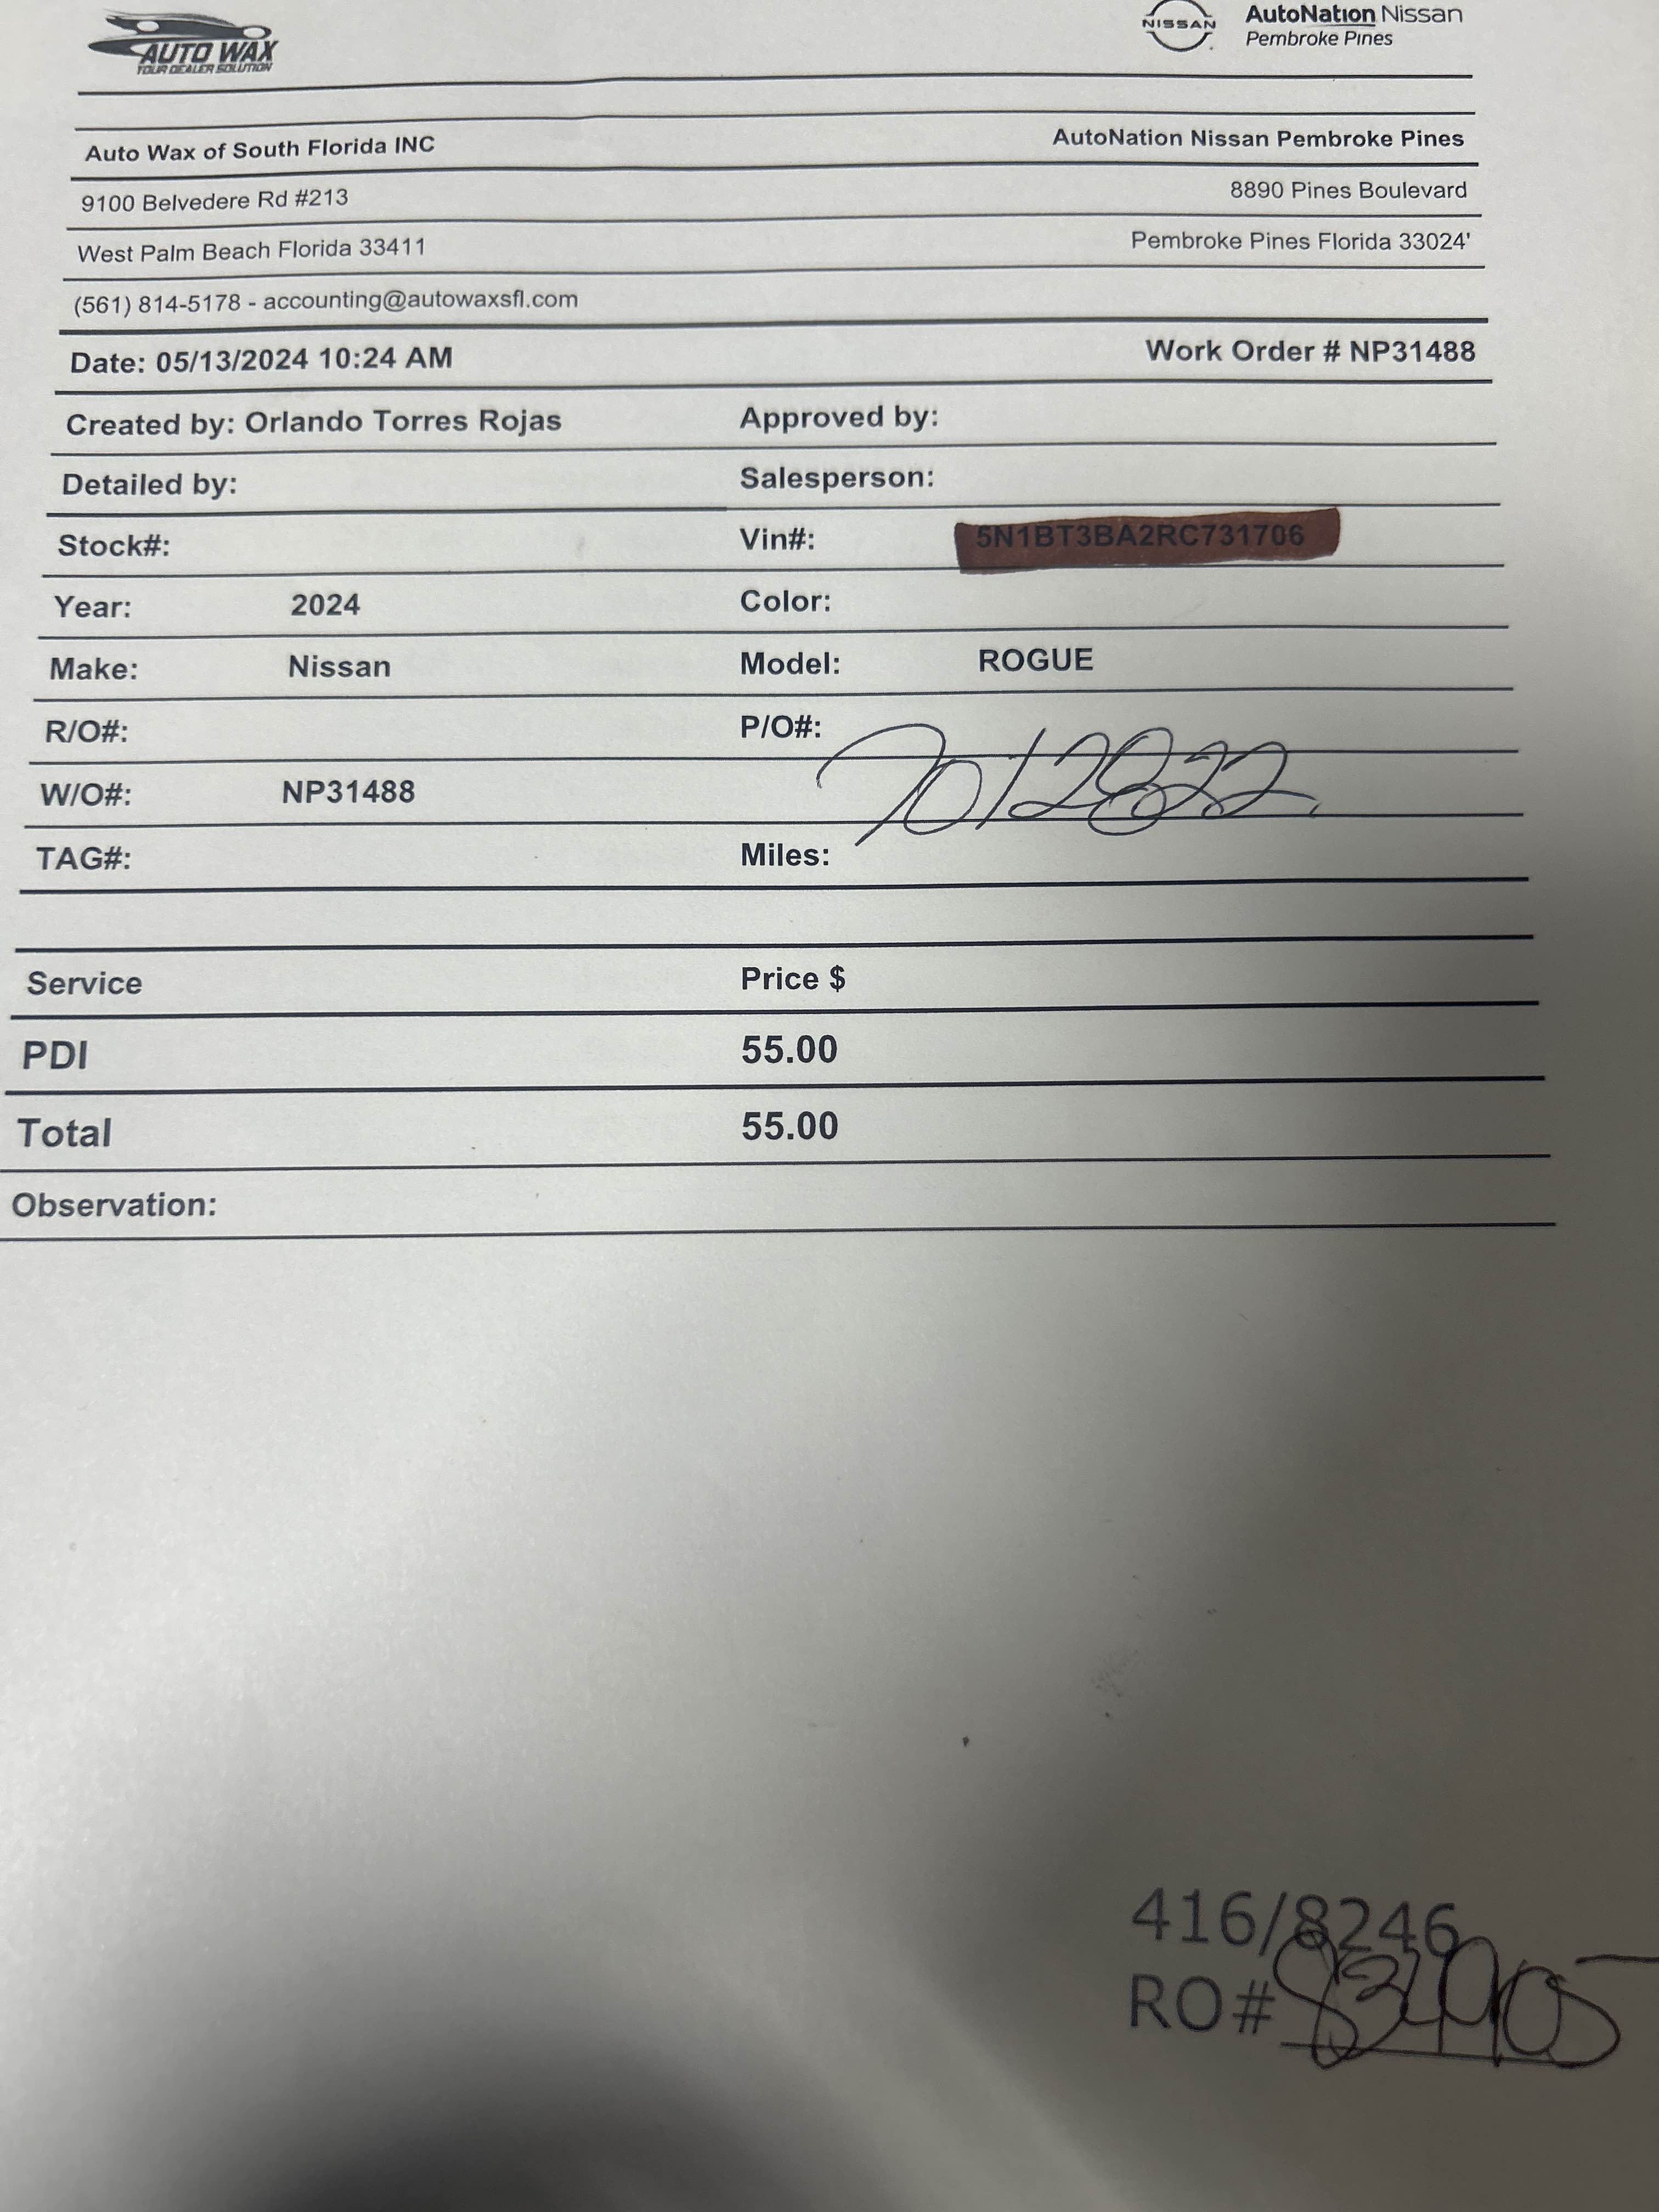 AUTO WAX
YOUR DEALER SOLUTION
NISSAN
AutoNation Nissan
Pembroke Pines
Auto Wax of South Florida INC AutoNation Nissan Pembroke Pines
9100 Belvedere Rd #213 8890 Pines Boulevard
West Palm Beach Florida 33411 Pembroke Pines Florida 33024'
(561) 814-5178 - accounting@autowaxsfl.com
Date: 05/13/2024 10:24 AM Work Order # NP31488
Created by: Orlando Torres Rojas Approved by:
Detailed by: Salesperson:
Stock#: Vin#: 5N1BT3BA2RC731706
Year: 2024 Color:
Make: Nissan Model: ROGUE
R/O#: P/O#: 7012822
W/O#: NP31488
TAG#: Miles:
Service Price $
PDI 55.00
Total 55.00
Observation:
416/8246
RO#